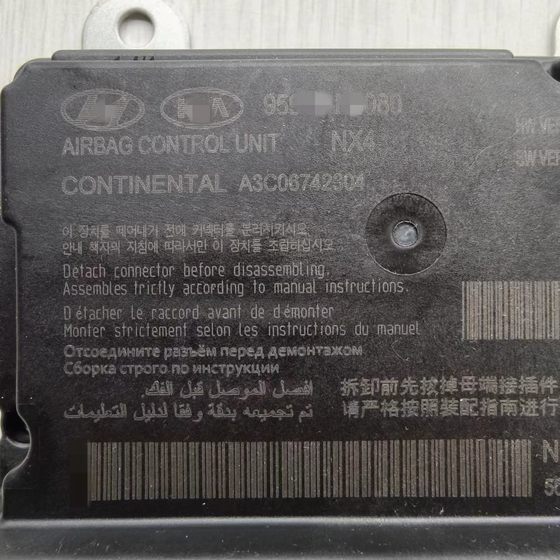 080
AIRBAG CONTROL UNIT NX4
CONTINENTAL A3C06742304
이 장치를 떼어내기 전에 커넥터를 분리시키시오
안내 책자의 지침에 따라서만 이 장치를 조립하십시오
Detach connector before disassembling.
Assembles trictly according to manual instructions.
Détacher le raccord avant de démonter
Monter strictement selon les instructions du manuel
Отсоедините разъём перед демонтажом
Сборка строго по инструкции
افصل الموصل قبل الفك
تم تجميعه بدقة وفقا لدليل التعليمات
拆卸前先拔掉母端接插件
请严格按照装配指南进行